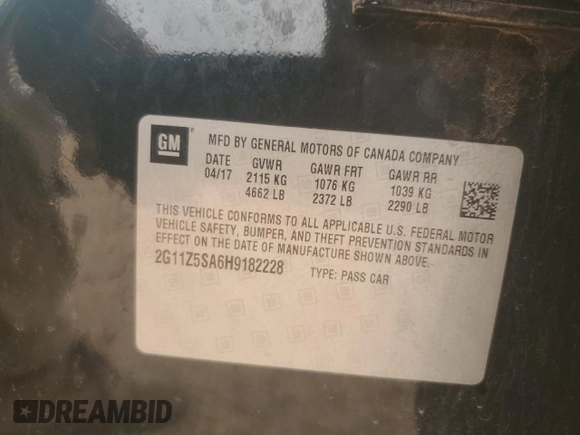 GM ® MFD BY GENERAL MOTORS OF CANADA COMPANY
DATE GVWR GAWR FRT GAWR RR
04/17 2115 KG 1076 KG 1039 KG
4662 LB 2372 LB 2290 LB
THIS VEHICLE CONFORMS TO ALL APPLICABLE U.S. FEDERAL MOTOR
VEHICLE SAFETY, BUMPER, AND THEFT PREVENTION STANDARDS IN
EFFECT ON THE DATE OF MANUFACTURE SHOWN ABOVE.
2G11Z5SA6H9182228 TYPE: PASS CAR
DREAMBID